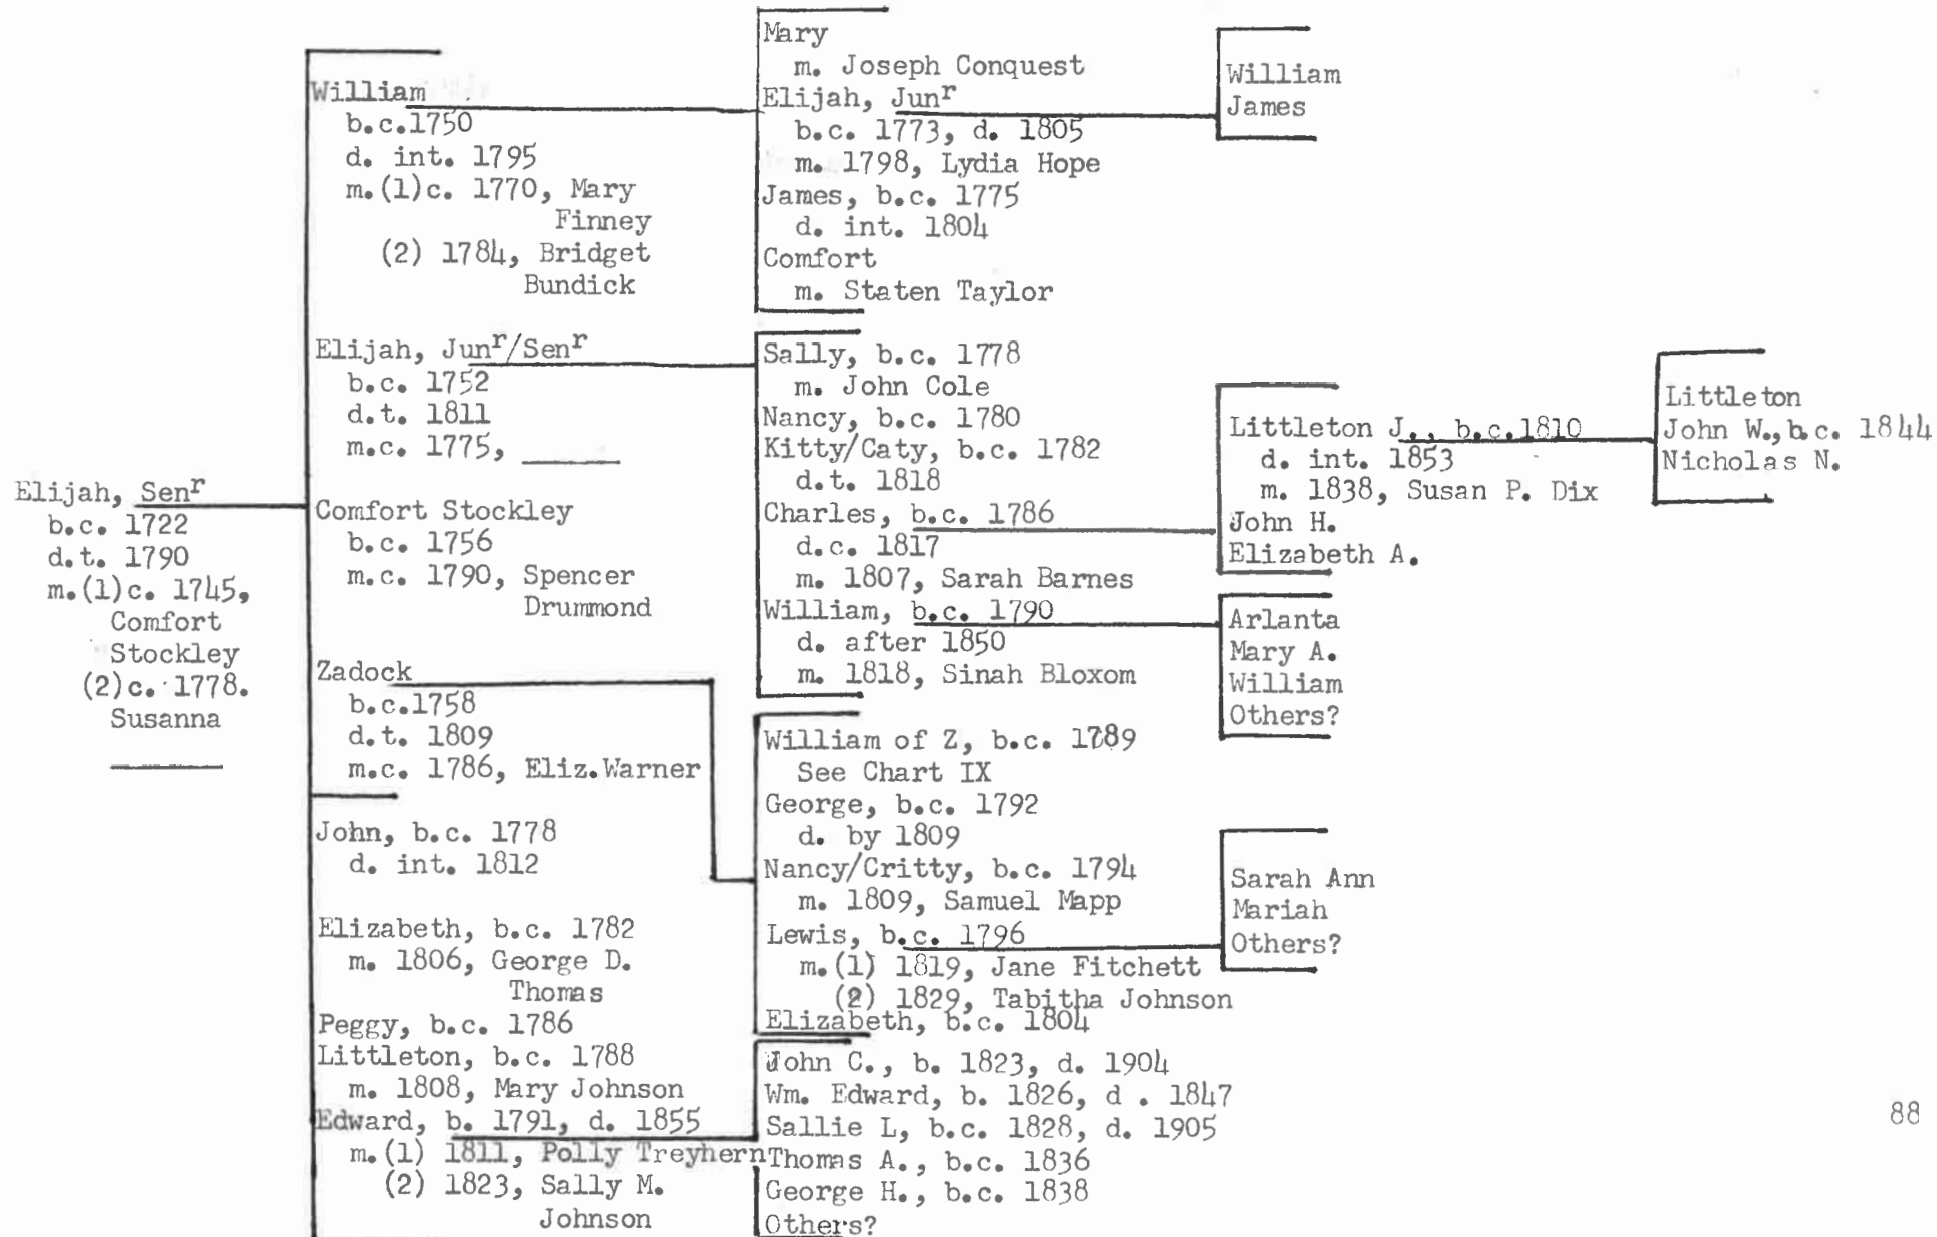 Elijah, Senr
b.c. 1722
d.t. 1790
m.(1)c. 1745,
Comfort
Stockley
(2)c. 1778.
Susanna
William
b.c.1750
d. int. 1795
m.(1)c. 1770, Mary
Finney
(2) 1784, Bridget
Bundick
Elijah, Junr/Senr
b.c. 1752
d.t. 1811
m.c. 1775, ______
Comfort Stockley
b.c. 1756
m.c. 1790, Spencer
Drummond
Zadock
b.c.1758
d.t. 1809
m.c. 1786, Eliz.Warner
John, b.c. 1778
d. int. 1812
Elizabeth, b.c. 1782
m. 1806, George D.
Thomas
Peggy, b.c. 1786
Littleton, b.c. 1788
m. 1808, Mary Johnson
Edward, b. 1791, d. 1855
m.(1) 1811, Polly Treyhern
(2) 1823, Sally M.
Johnson
Mary
m. Joseph Conquest
Elijah, Junr
b.c. 1773, d. 1805
m. 1798, Lydia Hope
James, b.c. 1775
d. int. 1804
Comfort
m. Staten Taylor
Sally, b.c. 1778
m. John Cole
Nancy, b.c. 1780
Kitty/Caty, b.c. 1782
d.t. 1818
Charles, b.c. 1786
d.c. 1817
m. 1807, Sarah Barnes
William, b.c. 1790
d. after 1850
m. 1818, Sinah Bloxom
William of Z, b.c. 1789
See Chart IX
George, b.c. 1792
d. by 1809
Nancy/Critty, b.c. 1794
m. 1809, Samuel Mapp
Lewis, b.c. 1796
m.(1) 1819, Jane Fitchett
(2) 1829, Tabitha Johnson
Elizabeth, b.c. 1804
John C., b. 1823, d. 1904
Wm. Edward, b. 1826, d . 1847
Sallie L, b.c. 1828, d. 1905
Thomas A., b.c. 1836
George H., b.c. 1838
Others?
William
James
Littleton J., b.c.1810
d. int. 1853
m. 1838, Susan P. Dix
John H.
Elizabeth A.
Arlanta
Mary A.
William
Others?
Sarah Ann
Mariah
Others?
Littleton
John W.,b.c. 1844
Nicholas N.
88